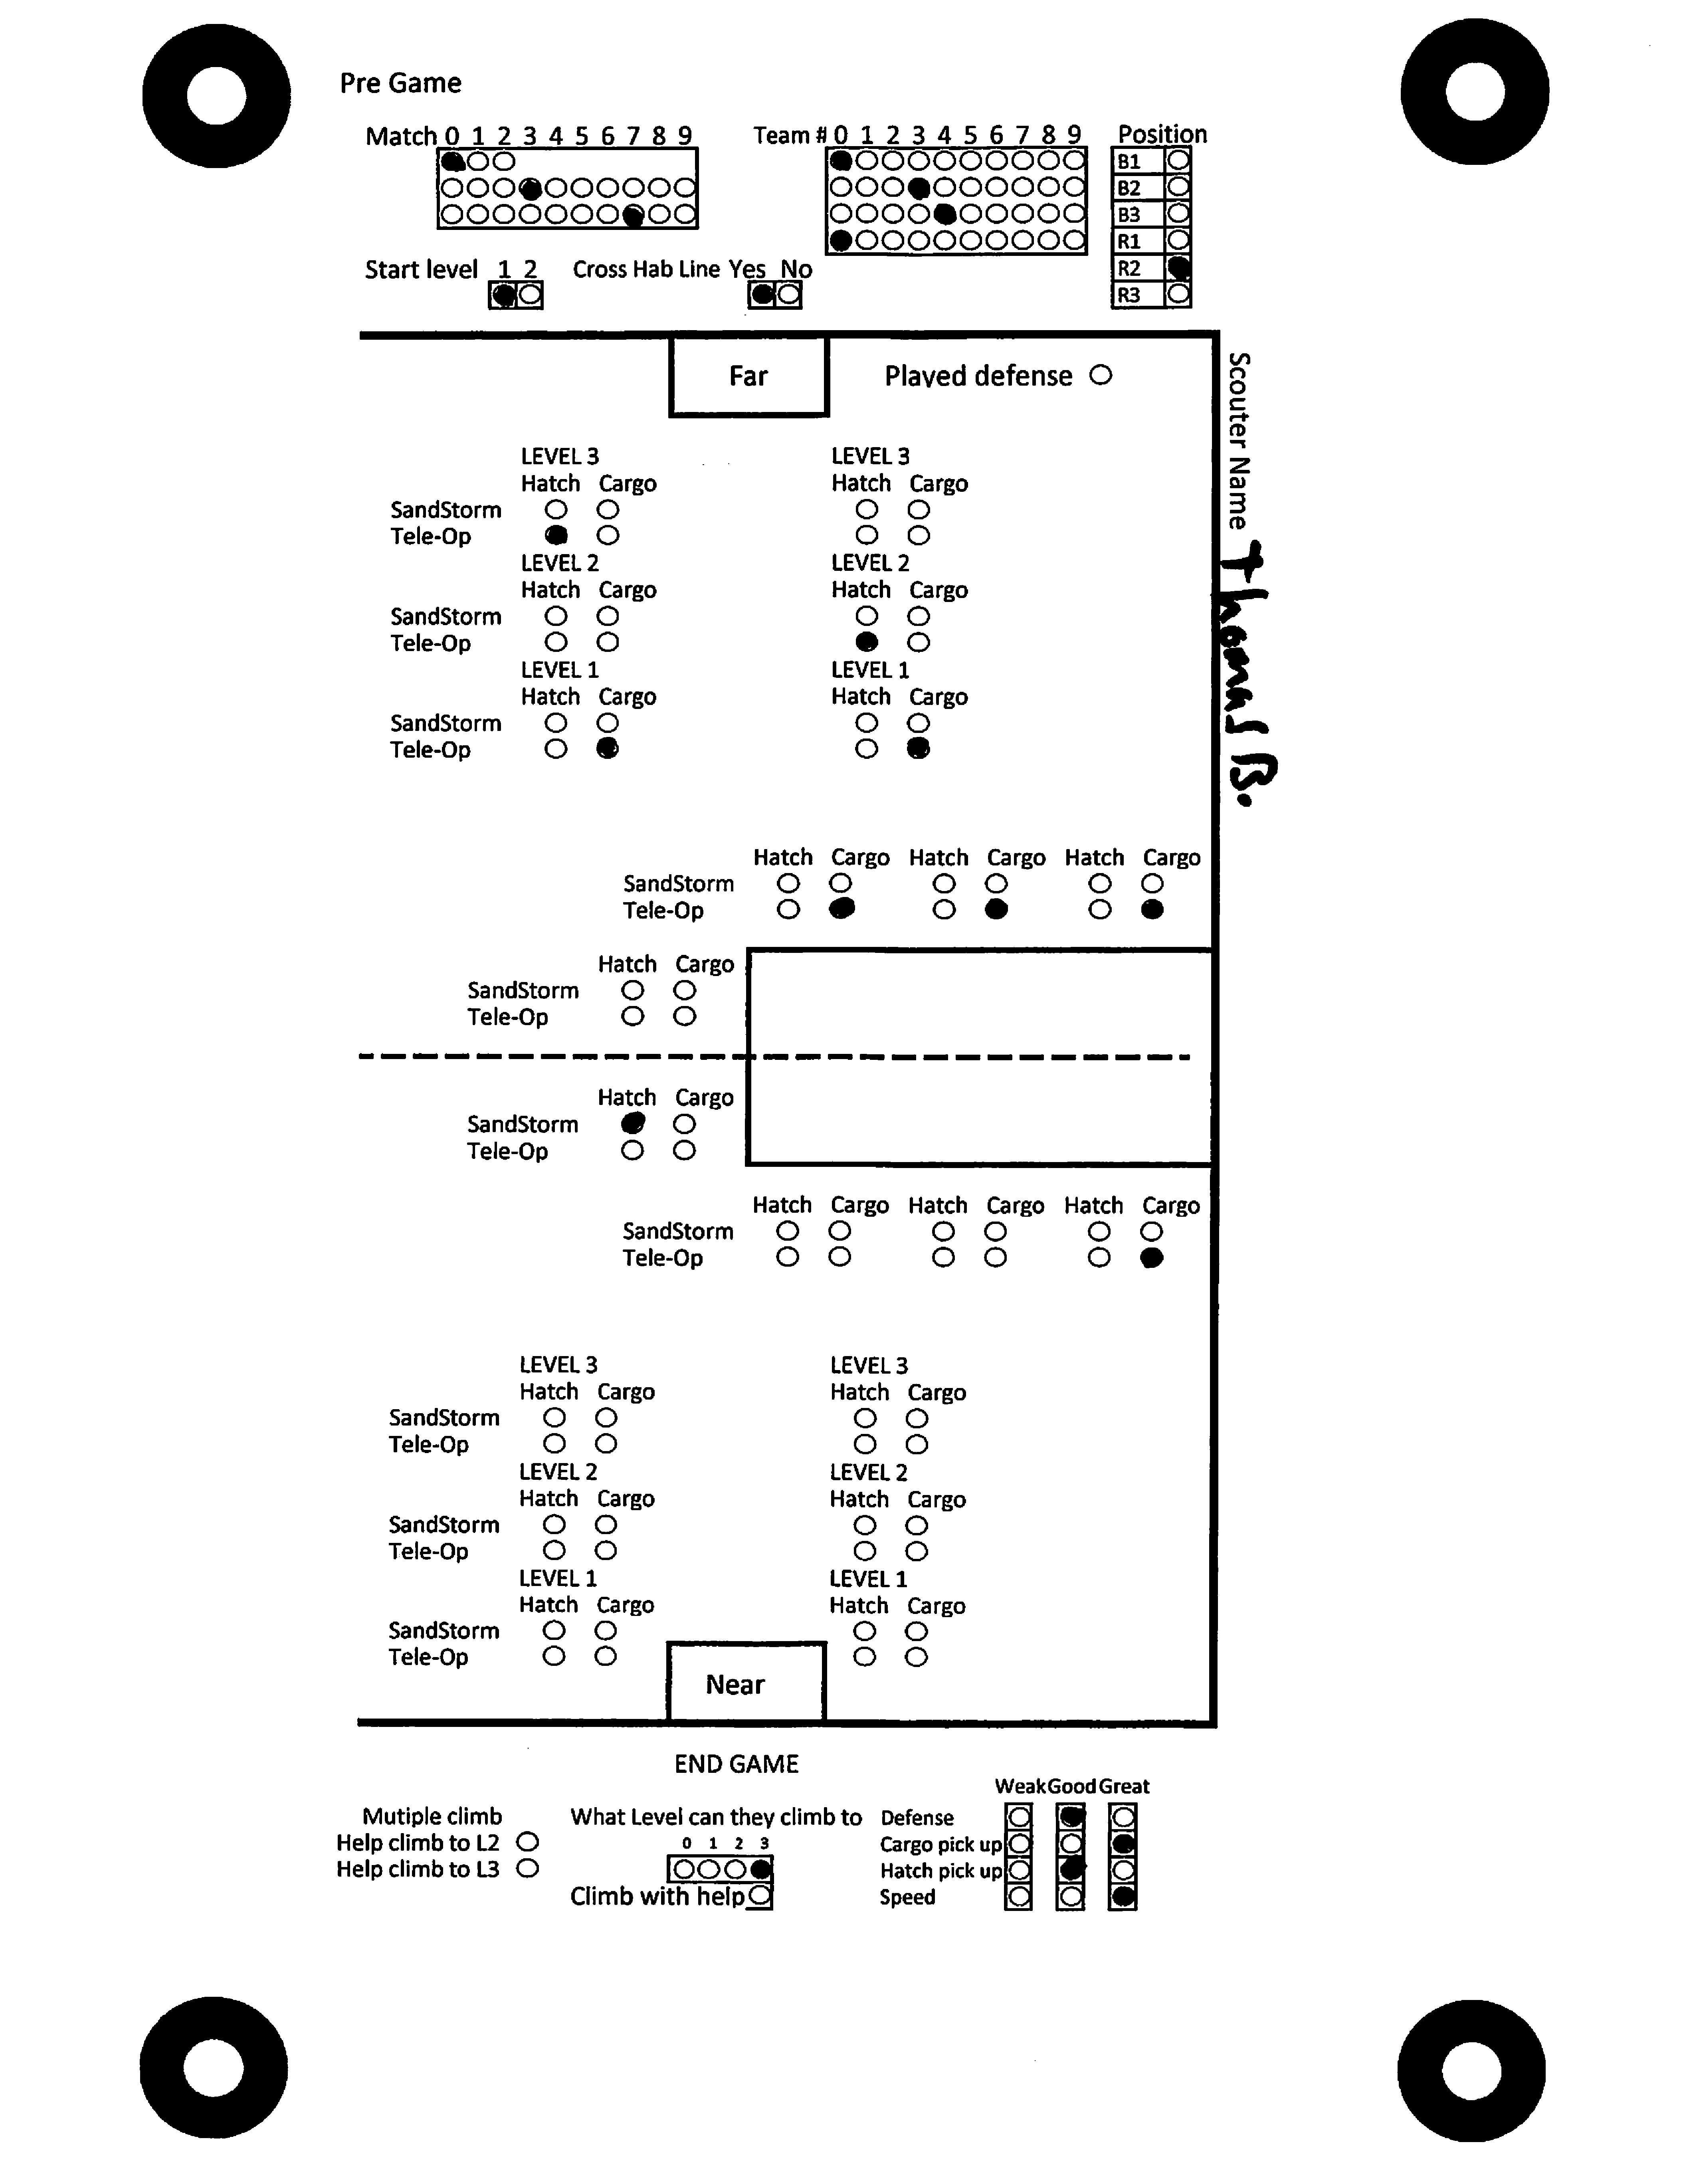 Pre Game
Match 0 1 2 3 4 5 6 7 8 9
Team # 0 1 2 3 4 5 6 7 8 9
Position
B1
B2
B3
R1
R2
R3
Start level 1 2
Cross Hab Line Yes No
Far
Played defense
Scouter Name Thomas B.
LEVEL 3 LEVEL 3
Hatch Cargo Hatch Cargo
SandStorm
Tele-Op
LEVEL 2 LEVEL 2
Hatch Cargo Hatch Cargo
SandStorm
Tele-Op
LEVEL 1 LEVEL 1
Hatch Cargo Hatch Cargo
SandStorm
Tele-Op
Hatch Cargo Hatch Cargo Hatch Cargo
SandStorm
Tele-Op
Hatch Cargo
SandStorm
Tele-Op
Hatch Cargo
SandStorm
Tele-Op
Hatch Cargo Hatch Cargo Hatch Cargo
SandStorm
Tele-Op
LEVEL 3 LEVEL 3
Hatch Cargo Hatch Cargo
SandStorm
Tele-Op
LEVEL 2 LEVEL 2
Hatch Cargo Hatch Cargo
SandStorm
Tele-Op
LEVEL 1 LEVEL 1
Hatch Cargo Hatch Cargo
SandStorm
Tele-Op
Near
END GAME
Mutiple climb
Help climb to L2
Help climb to L3
What Level can they climb to
0 1 2 3
Climb with help
Weak Good Great
Defense
Cargo pick up
Hatch pick up
Speed